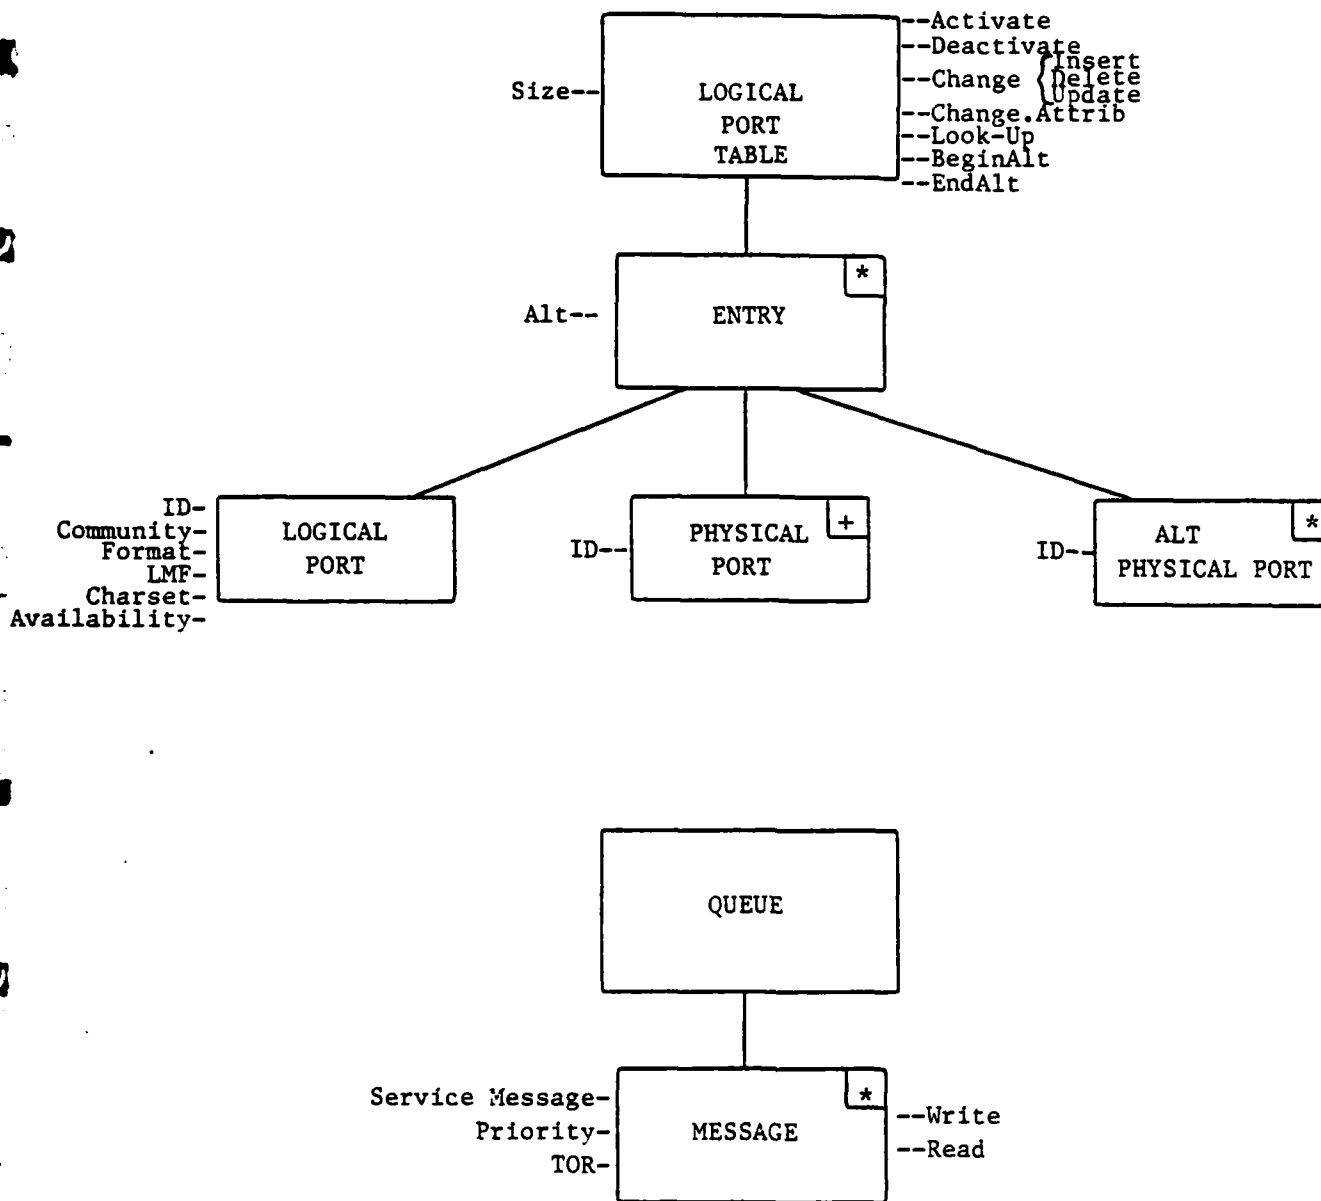 --Activate
--Deactivate
Insert
--Change {Delete
Update
Size--
LOGICAL
PORT
TABLE
--Change.Attrib
--Look-Up
--BeginAlt
--EndAlt
*
Alt--
ENTRY
ID-
Community-
Format-
LMF-
Charset-
Availability-
LOGICAL
PORT
ID--
PHYSICAL
PORT
+
ID--
ALT
PHYSICAL PORT
*
QUEUE
Service Message-
Priority-
TOR-
MESSAGE
*
--Write
--Read